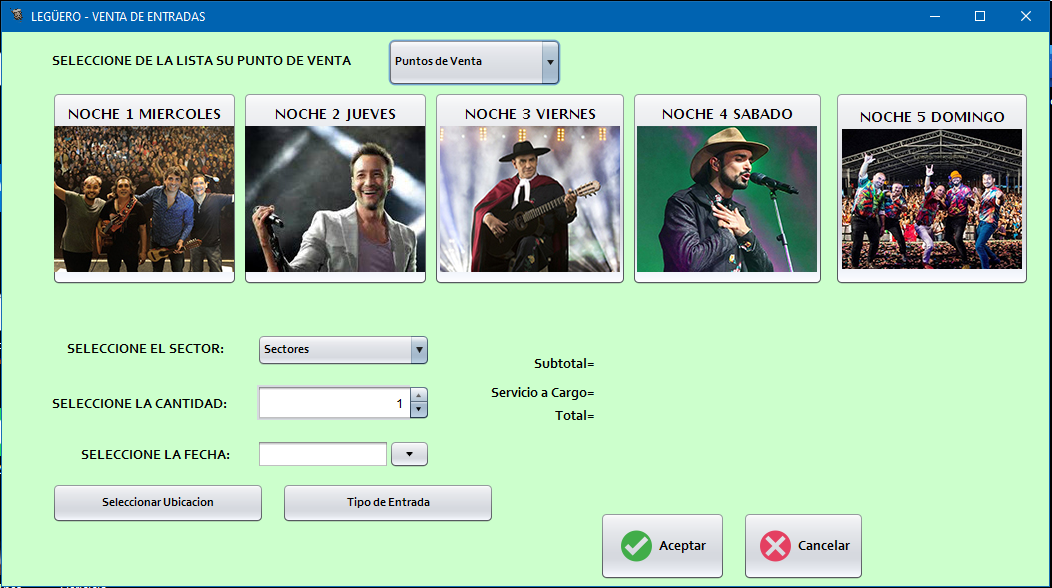 LEGÜERO - VENTA DE ENTRADAS
SELECCIONE DE LA LISTA SU PUNTO DE VENTA
Puntos de Venta
NOCHE 1 MIERCOLES
NOCHE 2 JUEVES
NOCHE 3 VIERNES
NOCHE 4 SABADO
NOCHE 5 DOMINGO
SELECCIONE EL SECTOR:
Sectores
Subtotal=
SELECCIONE LA CANTIDAD:
1
Servicio a Cargo=
Total=
SELECCIONE LA FECHA:
Seleccionar Ubicacion
Tipo de Entrada
Aceptar
Cancelar